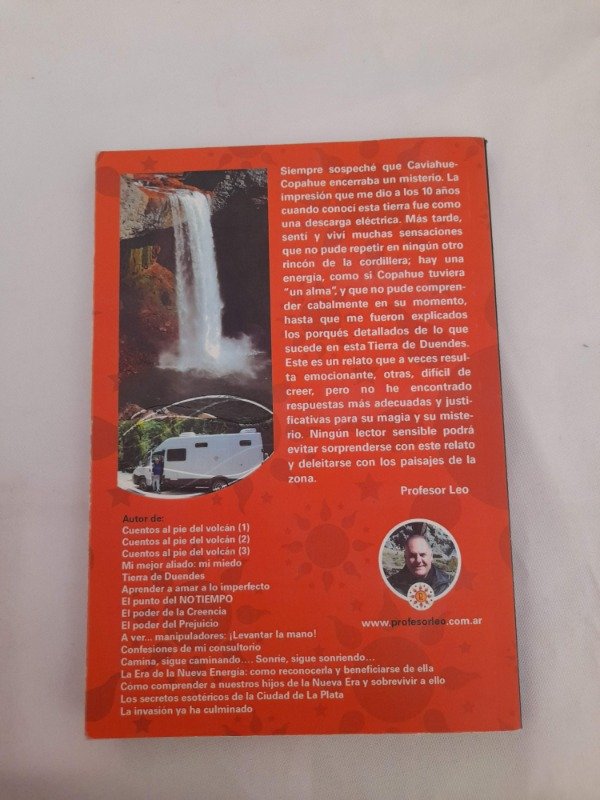 Siempre sospeché que Caviahue-
Copahue encerraba un misterio. La
impresión que me dio a los 10 años
cuando conocí esta tierra fue como
una descarga eléctrica. Más tarde,
sentí y viví muchas sensaciones
que no pude repetir en ningún otro
rincón de la cordillera; hay una
energía, como si Copahue tuviera
"un alma", y que no pude compren-
der cabalmente en su momento,
hasta que me fueron explicados
los porqués detallados de lo que
sucede en esta Tierra de Duendes.
Este es un relato que a veces resul-
ta emocionante, otras, difícil de
creer, pero no he encontrado
respuestas más adecuadas y justi-
ficativas para su magia y su miste-
rio. Ningún lector sensible podrá
evitar sorprenderse con este relato
y deleitarse con los paisajes de la
zona.
Profesor Leo
Autor de:
Cuentos al pie del volcán (1)
Cuentos al pie del volcán (2)
Cuentos al pie del volcán (3)
Mi mejor aliado: mi miedo
Tierra de Duendes
Aprender a amar a lo imperfecto
El punto del NOTIEMPO
El poder de la Creencia
El poder del Prejuicio
A ver... manipuladores: ¡Levantar la mano!
Confesiones de mi consultorio
Camina, sigue caminando.... Sonríe, sigue sonriendo...
La Era de la Nueva Energía: como reconocerla y beneficiarse de ella
Como comprender a nuestros hijos de la Nueva Era y sobrevivir a ello
Los secretos esotéricos de la Ciudad de La Plata
La invasión ya ha culminado
www.profesorleo.com.ar